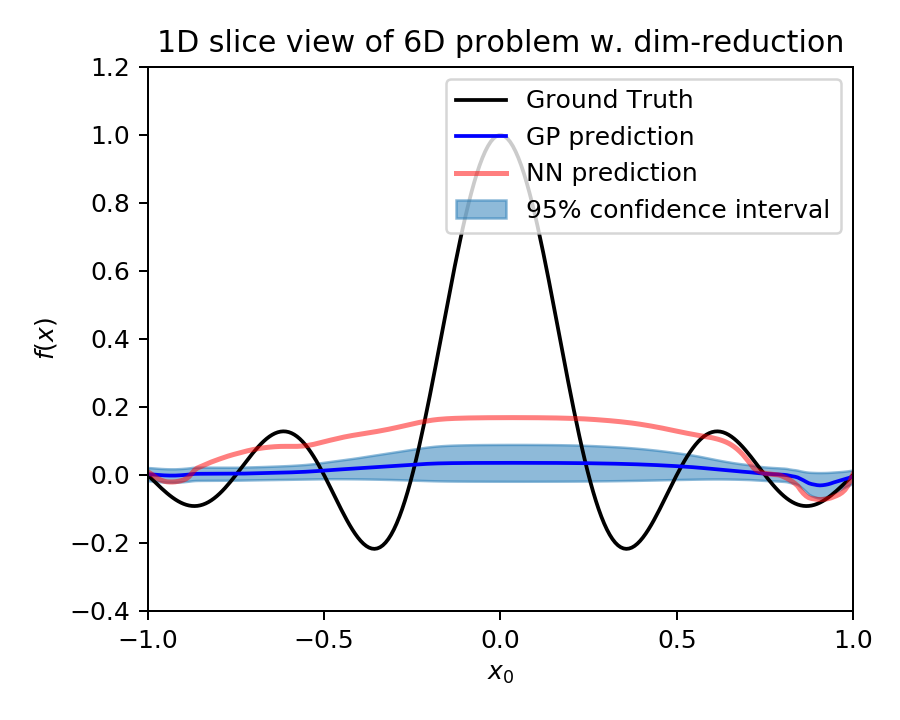 1D slice view of 6D problem w. dim-reduction
1.2
1.0
0.8
0.6
0.4
0.2
0.0
−0.2
−0.4
f(x)
Ground Truth
GP prediction
NN prediction
95% confidence interval
−1.0
−0.5
0.0
0.5
1.0
x₀